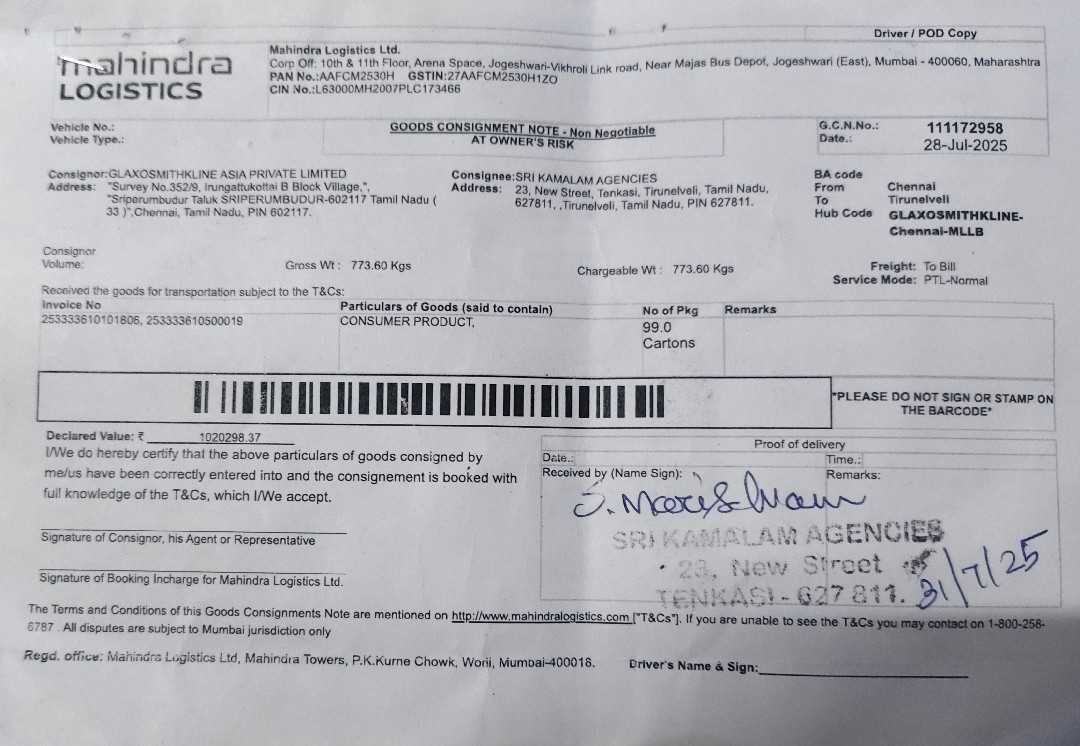 Driver / POD Copy
mahindra
LOGISTICS
Mahindra Logistics Ltd.
Corp Off: 10th & 11th Floor, Arena Space, Jogeshwari-Vikhroli Link road, Near Majas Bus Depot, Jogeshwari (East), Mumbai - 400060, Maharashtra
PAN No.:AAFCM2530H GSTIN:27AAFCM2530H1ZO
CIN No.:L63000MH2007PLC173466
Vehicle No.:
Vehicle Type.:
GOODS CONSIGNMENT NOTE - Non Negotiable
AT OWNER'S RISK
G.C.N.No.: 111172958
Date.: 28-Jul-2025
Consignor:GLAXOSMITHKLINE ASIA PRIVATE LIMITED
Address: "Survey No.352/9, Irungattukottai B Block Village,",
"Sriperumbudur Taluk SRIPERUMBUDUR-602117 Tamil Nadu (
33 )",Chennai, Tamil Nadu, PIN 602117.
Consignee:SRI KAMALAM AGENCIES
Address: 23, New Street, Tenkasi, Tirunelveli, Tamil Nadu,
627811, ,Tirunelveli, Tamil Nadu, PIN 627811.
BA code
From Chennai
To Tirunelveli
Hub Code GLAXOSMITHKLINE-
Chennai-MLLB
Consignor
Volume:
Gross Wt : 773.60 Kgs
Chargeable Wt : 773.60 Kgs
Freight: To Bill
Service Mode: PTL-Normal
Received the goods for transportation subject to the T&Cs:
Invoice No
253333610101806, 253333610500019
Particulars of Goods (said to contain)
CONSUMER PRODUCT,
No of Pkg
99.0
Cartons
Remarks
*PLEASE DO NOT SIGN OR STAMP ON
THE BARCODE*
Declared Value: ₹ 1020298.37
I/We do hereby certify that the above particulars of goods consigned by
me/us have been correctly entered into and the consignement is booked with
full knowledge of the T&Cs, which I/We accept.
Signature of Consignor, his Agent or Representative
Signature of Booking Incharge for Mahindra Logistics Ltd.
Proof of delivery
Date.: Time.:
Received by (Name Sign): Remarks:
SRI KAMALAM AGENCIES
23, New Street
TENKASI - 627 811.
31/7/25
The Terms and Conditions of this Goods Consignments Note are mentioned on http://www.mahindralogistics.com ["T&Cs"]. If you are unable to see the T&Cs you may contact on 1-800-258-
6787 . All disputes are subject to Mumbai jurisdiction only
Regd. office: Mahindra Logistics Ltd, Mahindra Towers, P.K.Kurne Chowk, Worli, Mumbai-400018.
Driver's Name & Sign: